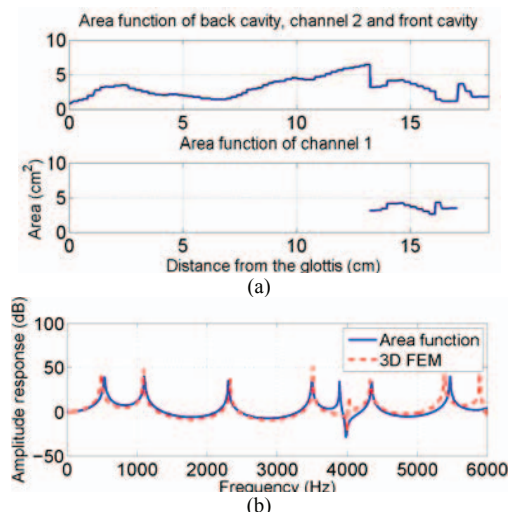 Area function of back cavity, channel 2 and front cavity
10
5
0
0 5 10 15
Area function of channel 1
Area (cm2)
10
5
0
0 5 10 15
Distance from the glottis (cm)
(a)
Amplitude response (dB)
100
50
0
−50
Area function
3D FEM
0 1000 2000 3000 4000 5000 6000
Frequency (Hz)
(b)